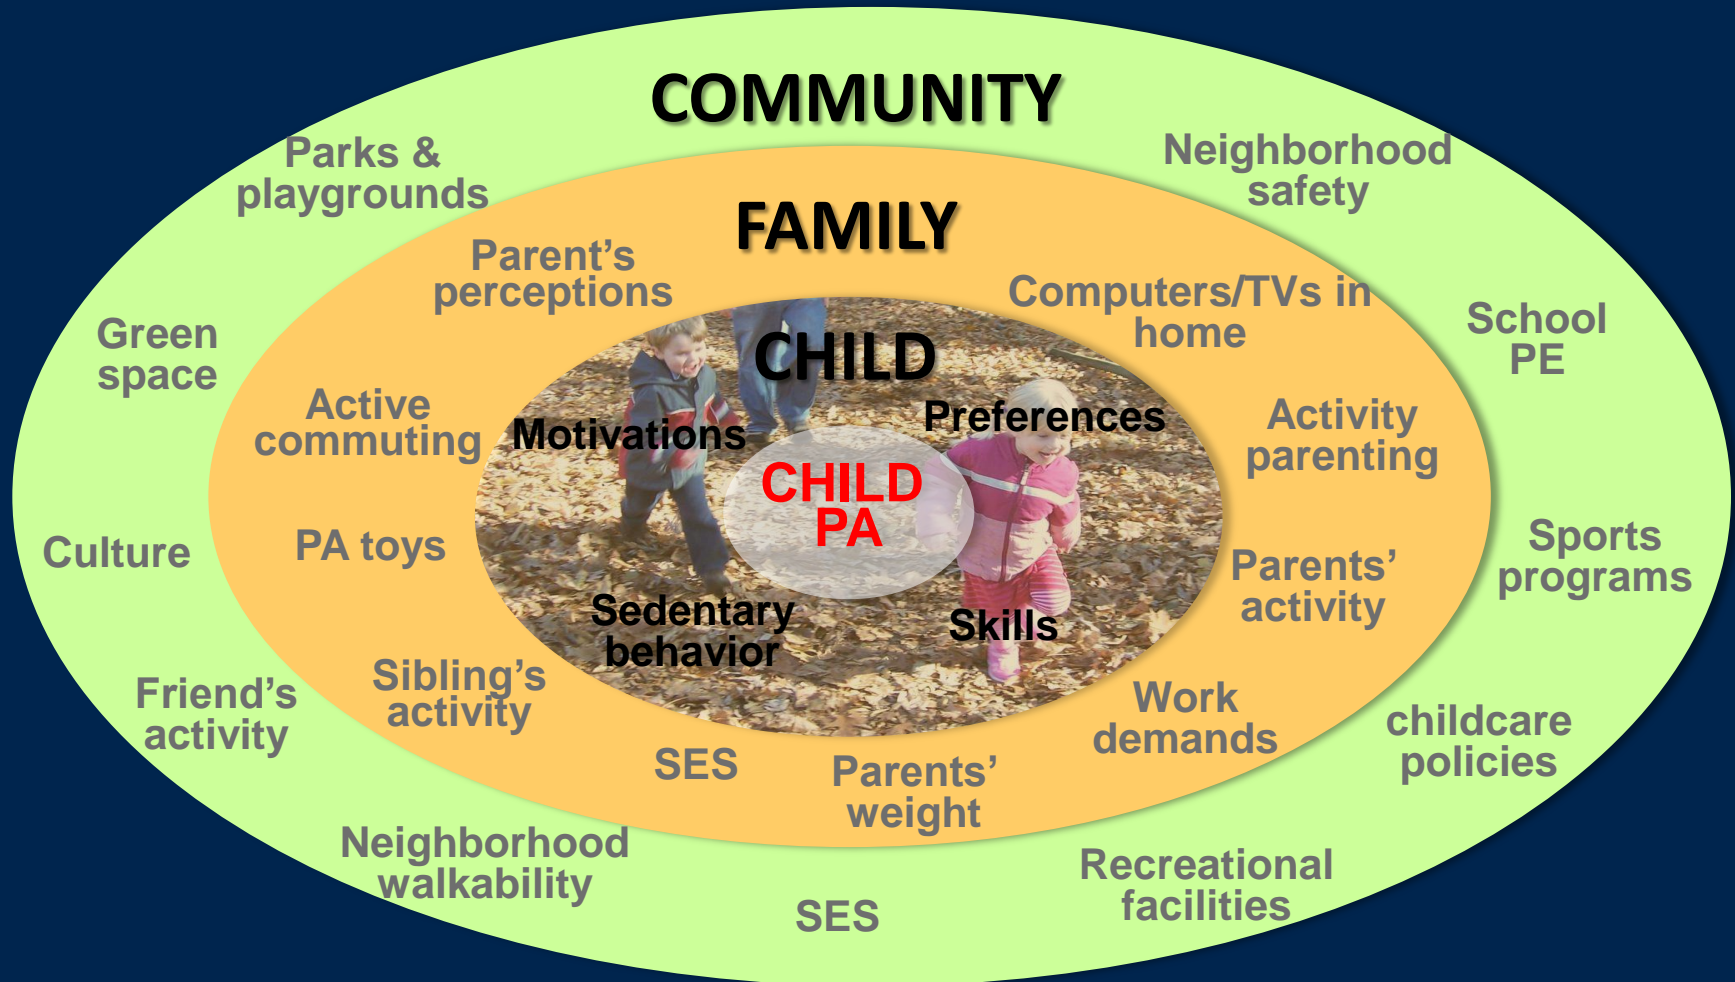 COMMUNITY
Parks &
playgrounds
Neighborhood
safety
FAMILY
Parent's
perceptions
Computers/TVs in
home
Green
space
School
PE
CHILD
Active
commuting
Motivations
Preferences
Activity
parenting
CHILD
PA
Culture
PA toys
Parents'
activity
Sports
programs
Sedentary
behavior
Skills
Friend's
activity
Sibling's
activity
Work
demands
childcare
policies
SES
Parents'
weight
Neighborhood
walkability
SES
Recreational
facilities